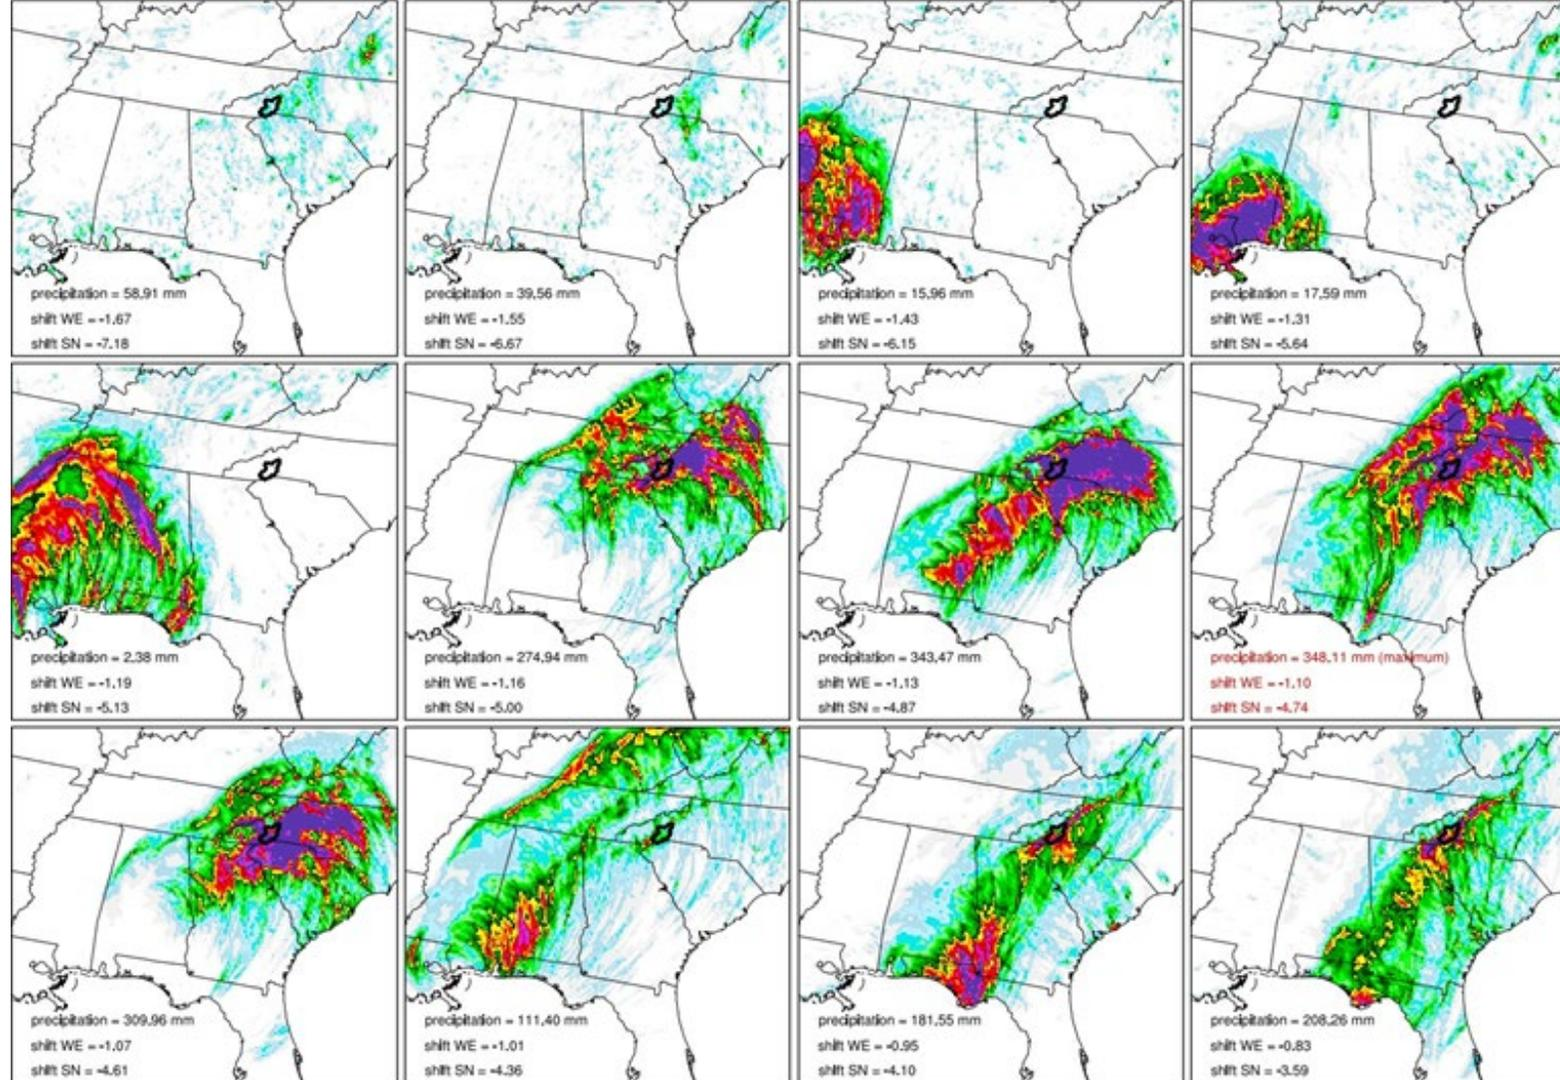 precipitation = 58.91 mm
shift WE = -1.67
shift SN = -7.18
precipitation = 39.56 mm
shift WE = -1.55
shift SN = -6.67
precipitation = 15.96 mm
shift WE = -1.43
shift SN = -6.15
precipitation = 17.59 mm
shift WE = -1.31
shift SN = -5.64
precipitation = 2.38 mm
shift WE = -1.19
shift SN = -5.13
precipitation = 274.94 mm
shift WE = -1.16
shift SN = -5.00
precipitation = 343.47 mm
shift WE = -1.13
shift SN = -4.87
precipitation = 348.11 mm (maximum)
shift WE = -1.10
shift SN = -4.74
precipitation = 309.96 mm
shift WE = -1.07
shift SN = -4.61
precipitation = 111.40 mm
shift WE = -1.01
shift SN = -4.36
precipitation = 181.55 mm
shift WE = -0.95
shift SN = -4.10
precipitation = 208.26 mm
shift WE = -0.83
shift SN = -3.59